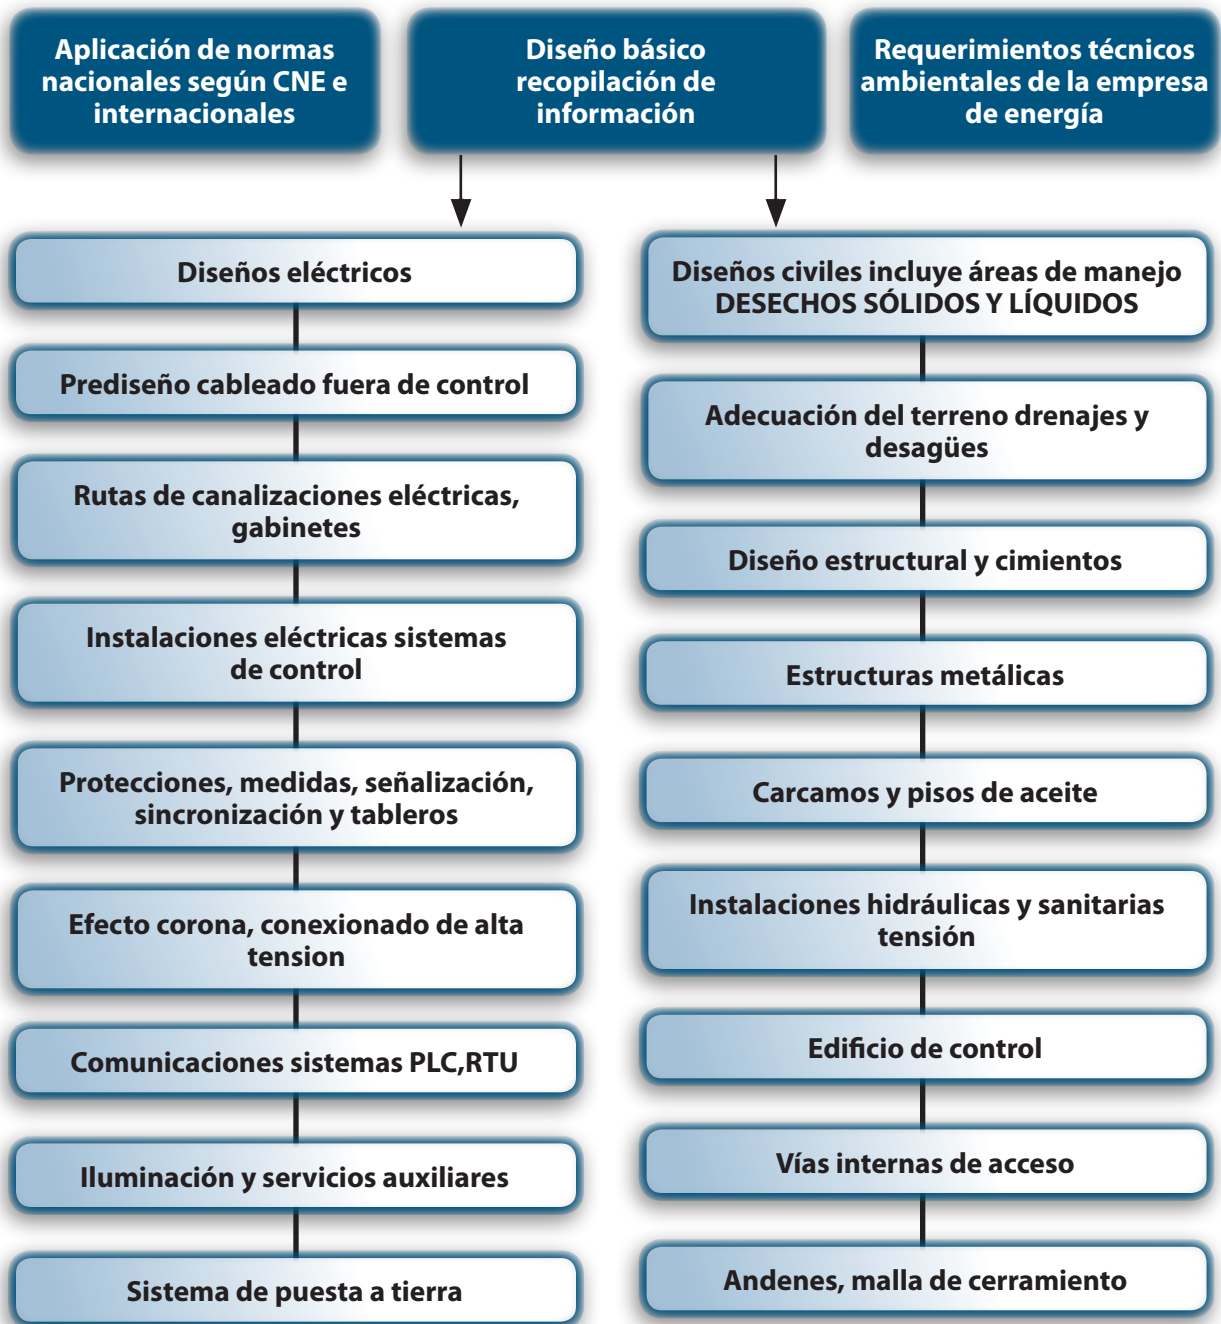 Aplicación de normas
nacionales según CNE e
internacionales
Diseño básico
recopilación de
información
Requerimientos técnicos
ambientales de la empresa
de energía
Diseños eléctricos
Prediseño cableado fuera de control
Rutas de canalizaciones eléctricas,
gabinetes
Instalaciones eléctricas sistemas
de control
Protecciones, medidas, señalización,
sincronización y tableros
Efecto corona, conexionado de alta
tension
Comunicaciones sistemas PLC,RTU
Iluminación y servicios auxiliares
Sistema de puesta a tierra
Diseños civiles incluye áreas de manejo
DESECHOS SÓLIDOS Y LÍQUIDOS
Adecuación del terreno drenajes y
desagües
Diseño estructural y cimientos
Estructuras metálicas
Carcamos y pisos de aceite
Instalaciones hidráulicas y sanitarias
tensión
Edificio de control
Vías internas de acceso
Andenes, malla de cerramiento